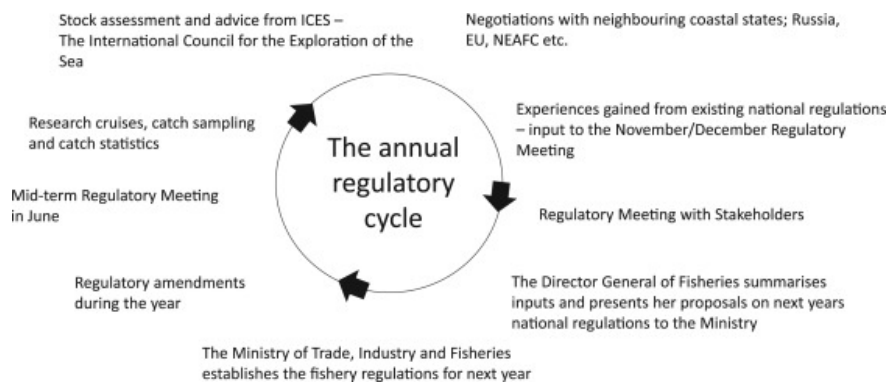 Stock assessment and advice from ICES –
The International Council for the Exploration of the
Sea
Negotiations with neighbouring coastal states; Russia,
EU, NEAFC etc.
Experiences gained from existing national regulations
– input to the November/December Regulatory
Meeting
Regulatory Meeting with Stakeholders
The Director General of Fisheries summarises
inputs and presents her proposals on next years
national regulations to the Ministry
The Ministry of Trade, Industry and Fisheries
establishes the fishery regulations for next year
Regulatory amendments
during the year
Mid-term Regulatory Meeting
in June
Research cruises, catch sampling
and catch statistics
The annual
regulatory
cycle